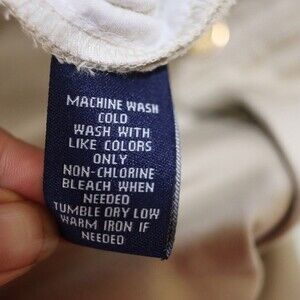 MACHINE WASH
COLD
WASH WITH
LIKE COLORS
ONLY
NON-CHLORINE
BLEACH WHEN
NEEDED
TUMBLE DRY LOW
WARM IRON IF
NEEDED